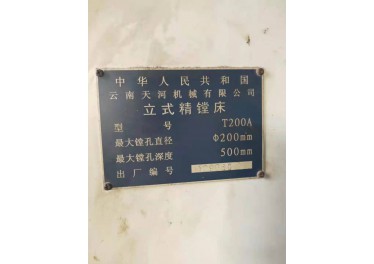 中华人民共和国
云南天河机械有限公司
立式精镗床
型 号 T200A
最大镗孔直径 Φ200mm
最大镗孔深度 500mm
出厂编号